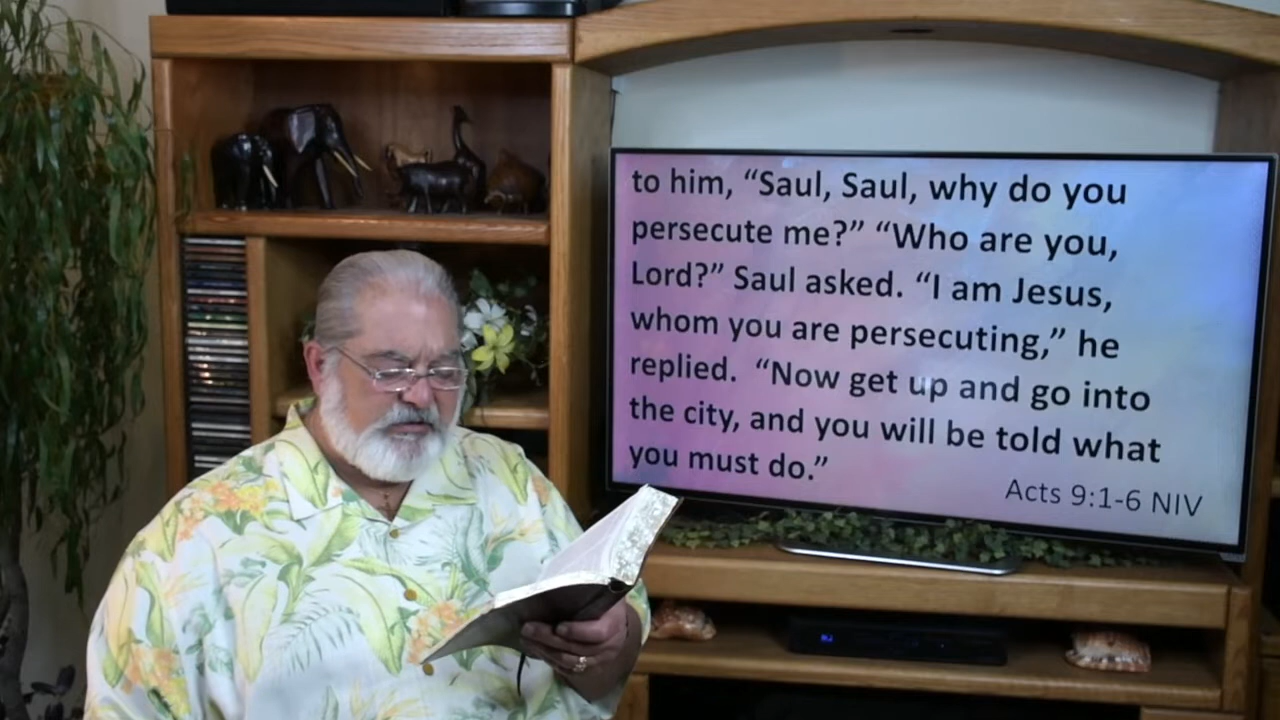 to him, “Saul, Saul, why do you
persecute me?” “Who are you,
Lord?” Saul asked. “I am Jesus,
whom you are persecuting,” he
replied.  “Now get up and go into
the city, and you will be told what
you must do.”
Acts 9:1-6 NIV